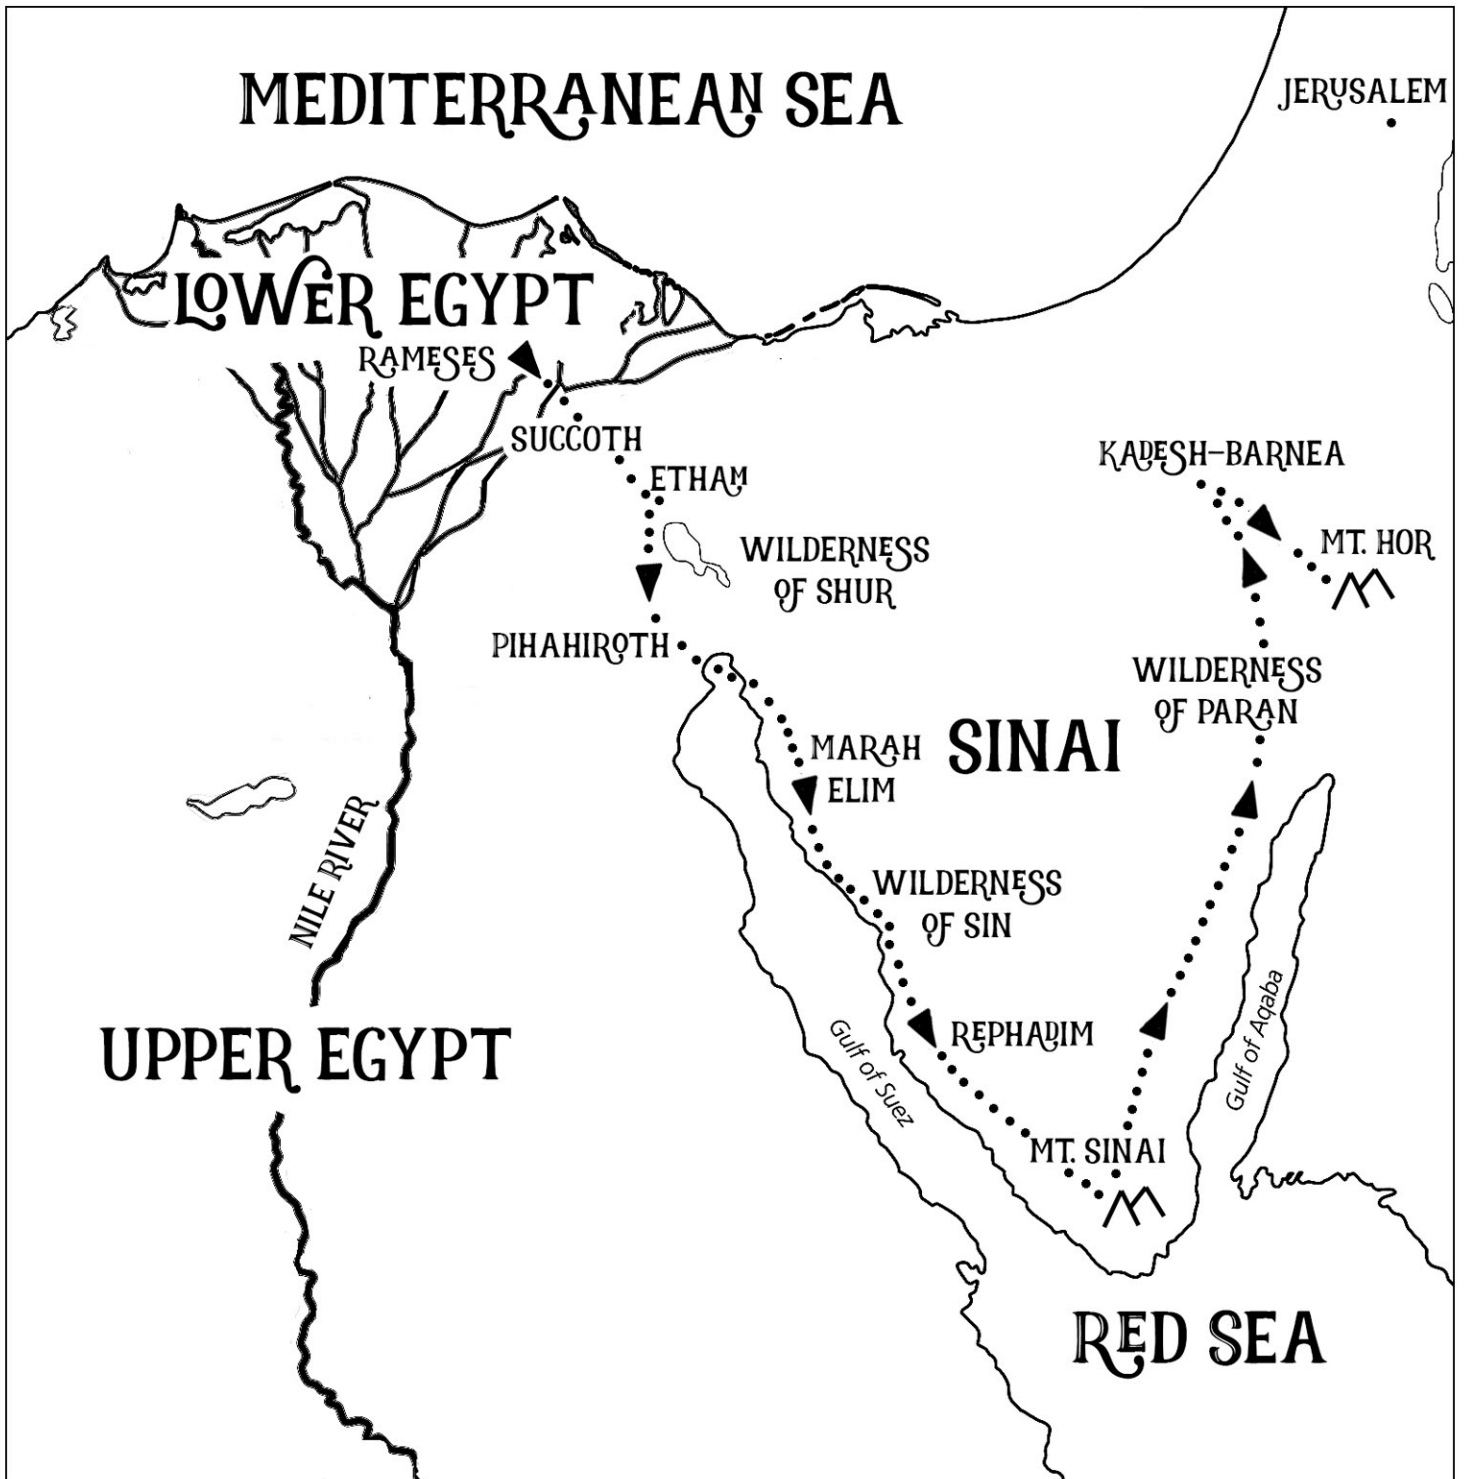 MEDITERRANEAN SEA
JERUSALEM
LOWER EGYPT
RAMESES
SUCCOTH
ETHAM
KADESH-BARNEA
WILDERNESS
OF SHUR
MT. HOR
PIHAHIROTH
WILDERNESS
OF PARAN
MARAH
ELIM
SINAI
NILE RIVER
WILDERNESS
OF SIN
UPPER EGYPT
REPHADIM
Gulf of Suez
Gulf of Aqaba
MT. SINAI
RED SEA